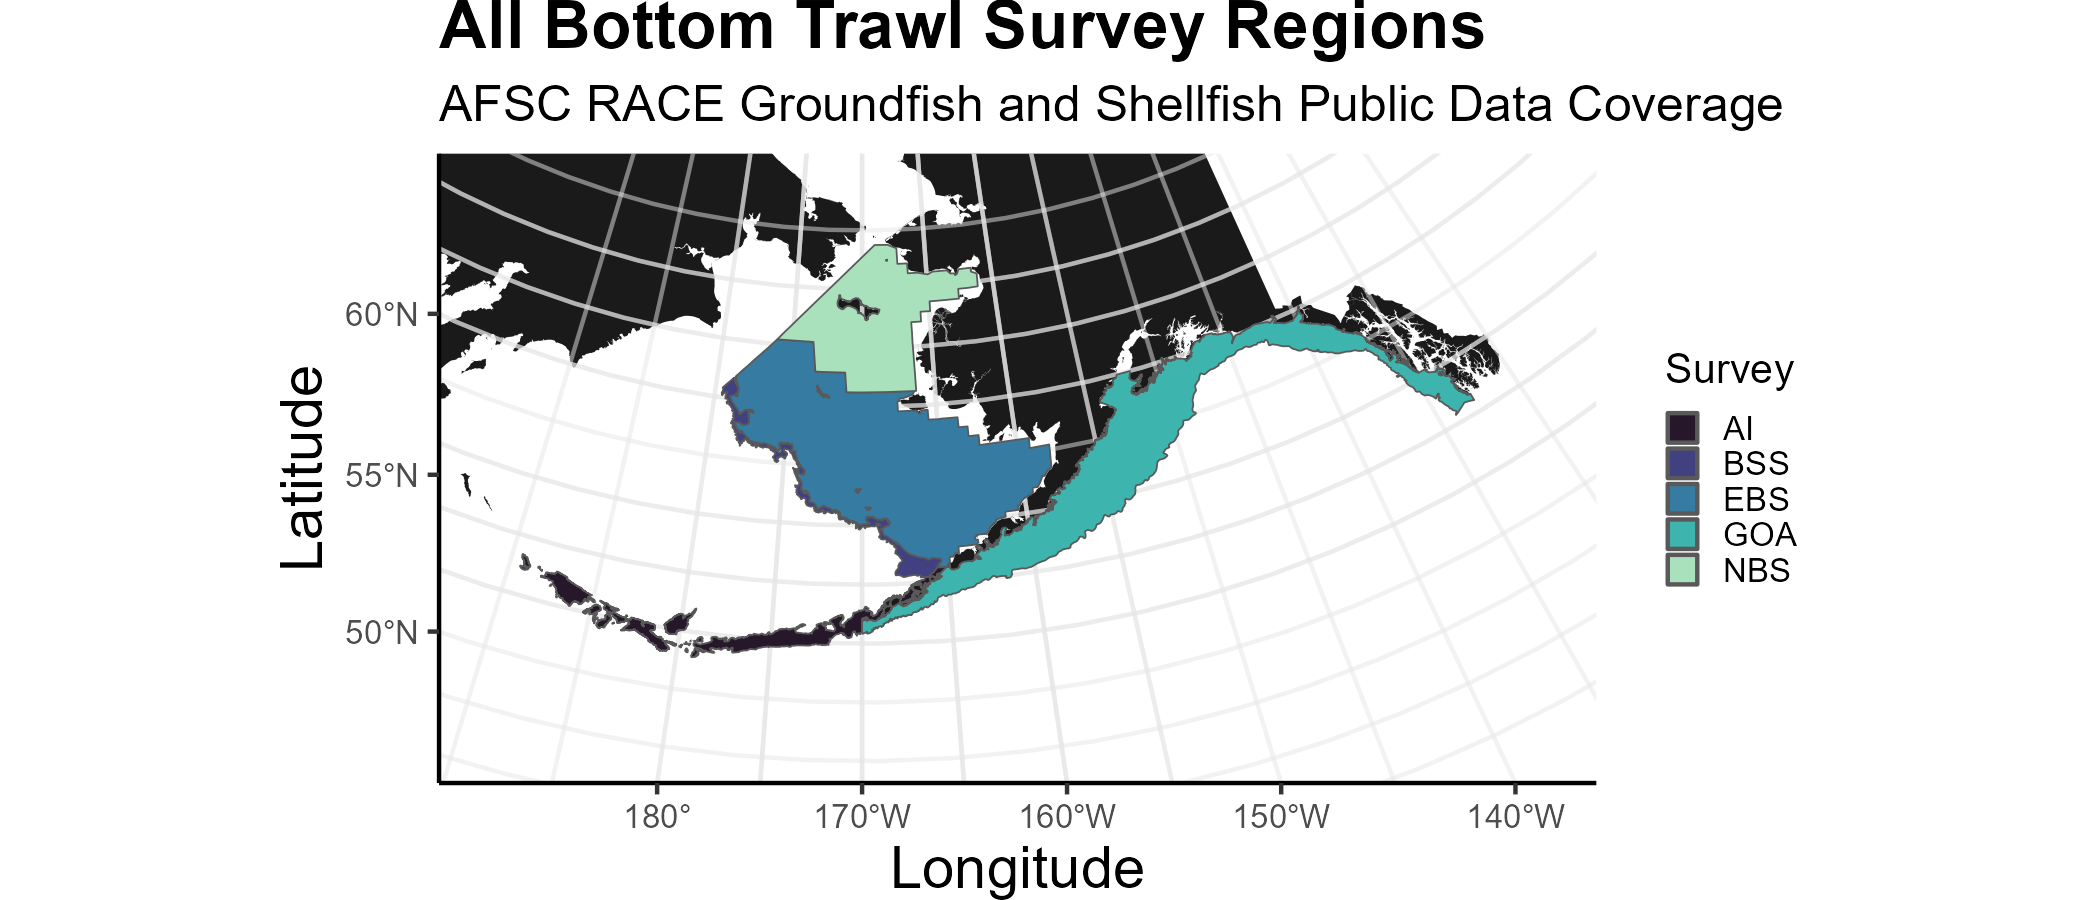 All Bottom Trawl Survey Regions
AFSC RACE Groundfish and Shellfish Public Data Coverage
60°N
55°N
50°N
Latitude
180°
170°W
160°W
150°W
140°W
Longitude
Survey
AI
BSS
EBS
GOA
NBS